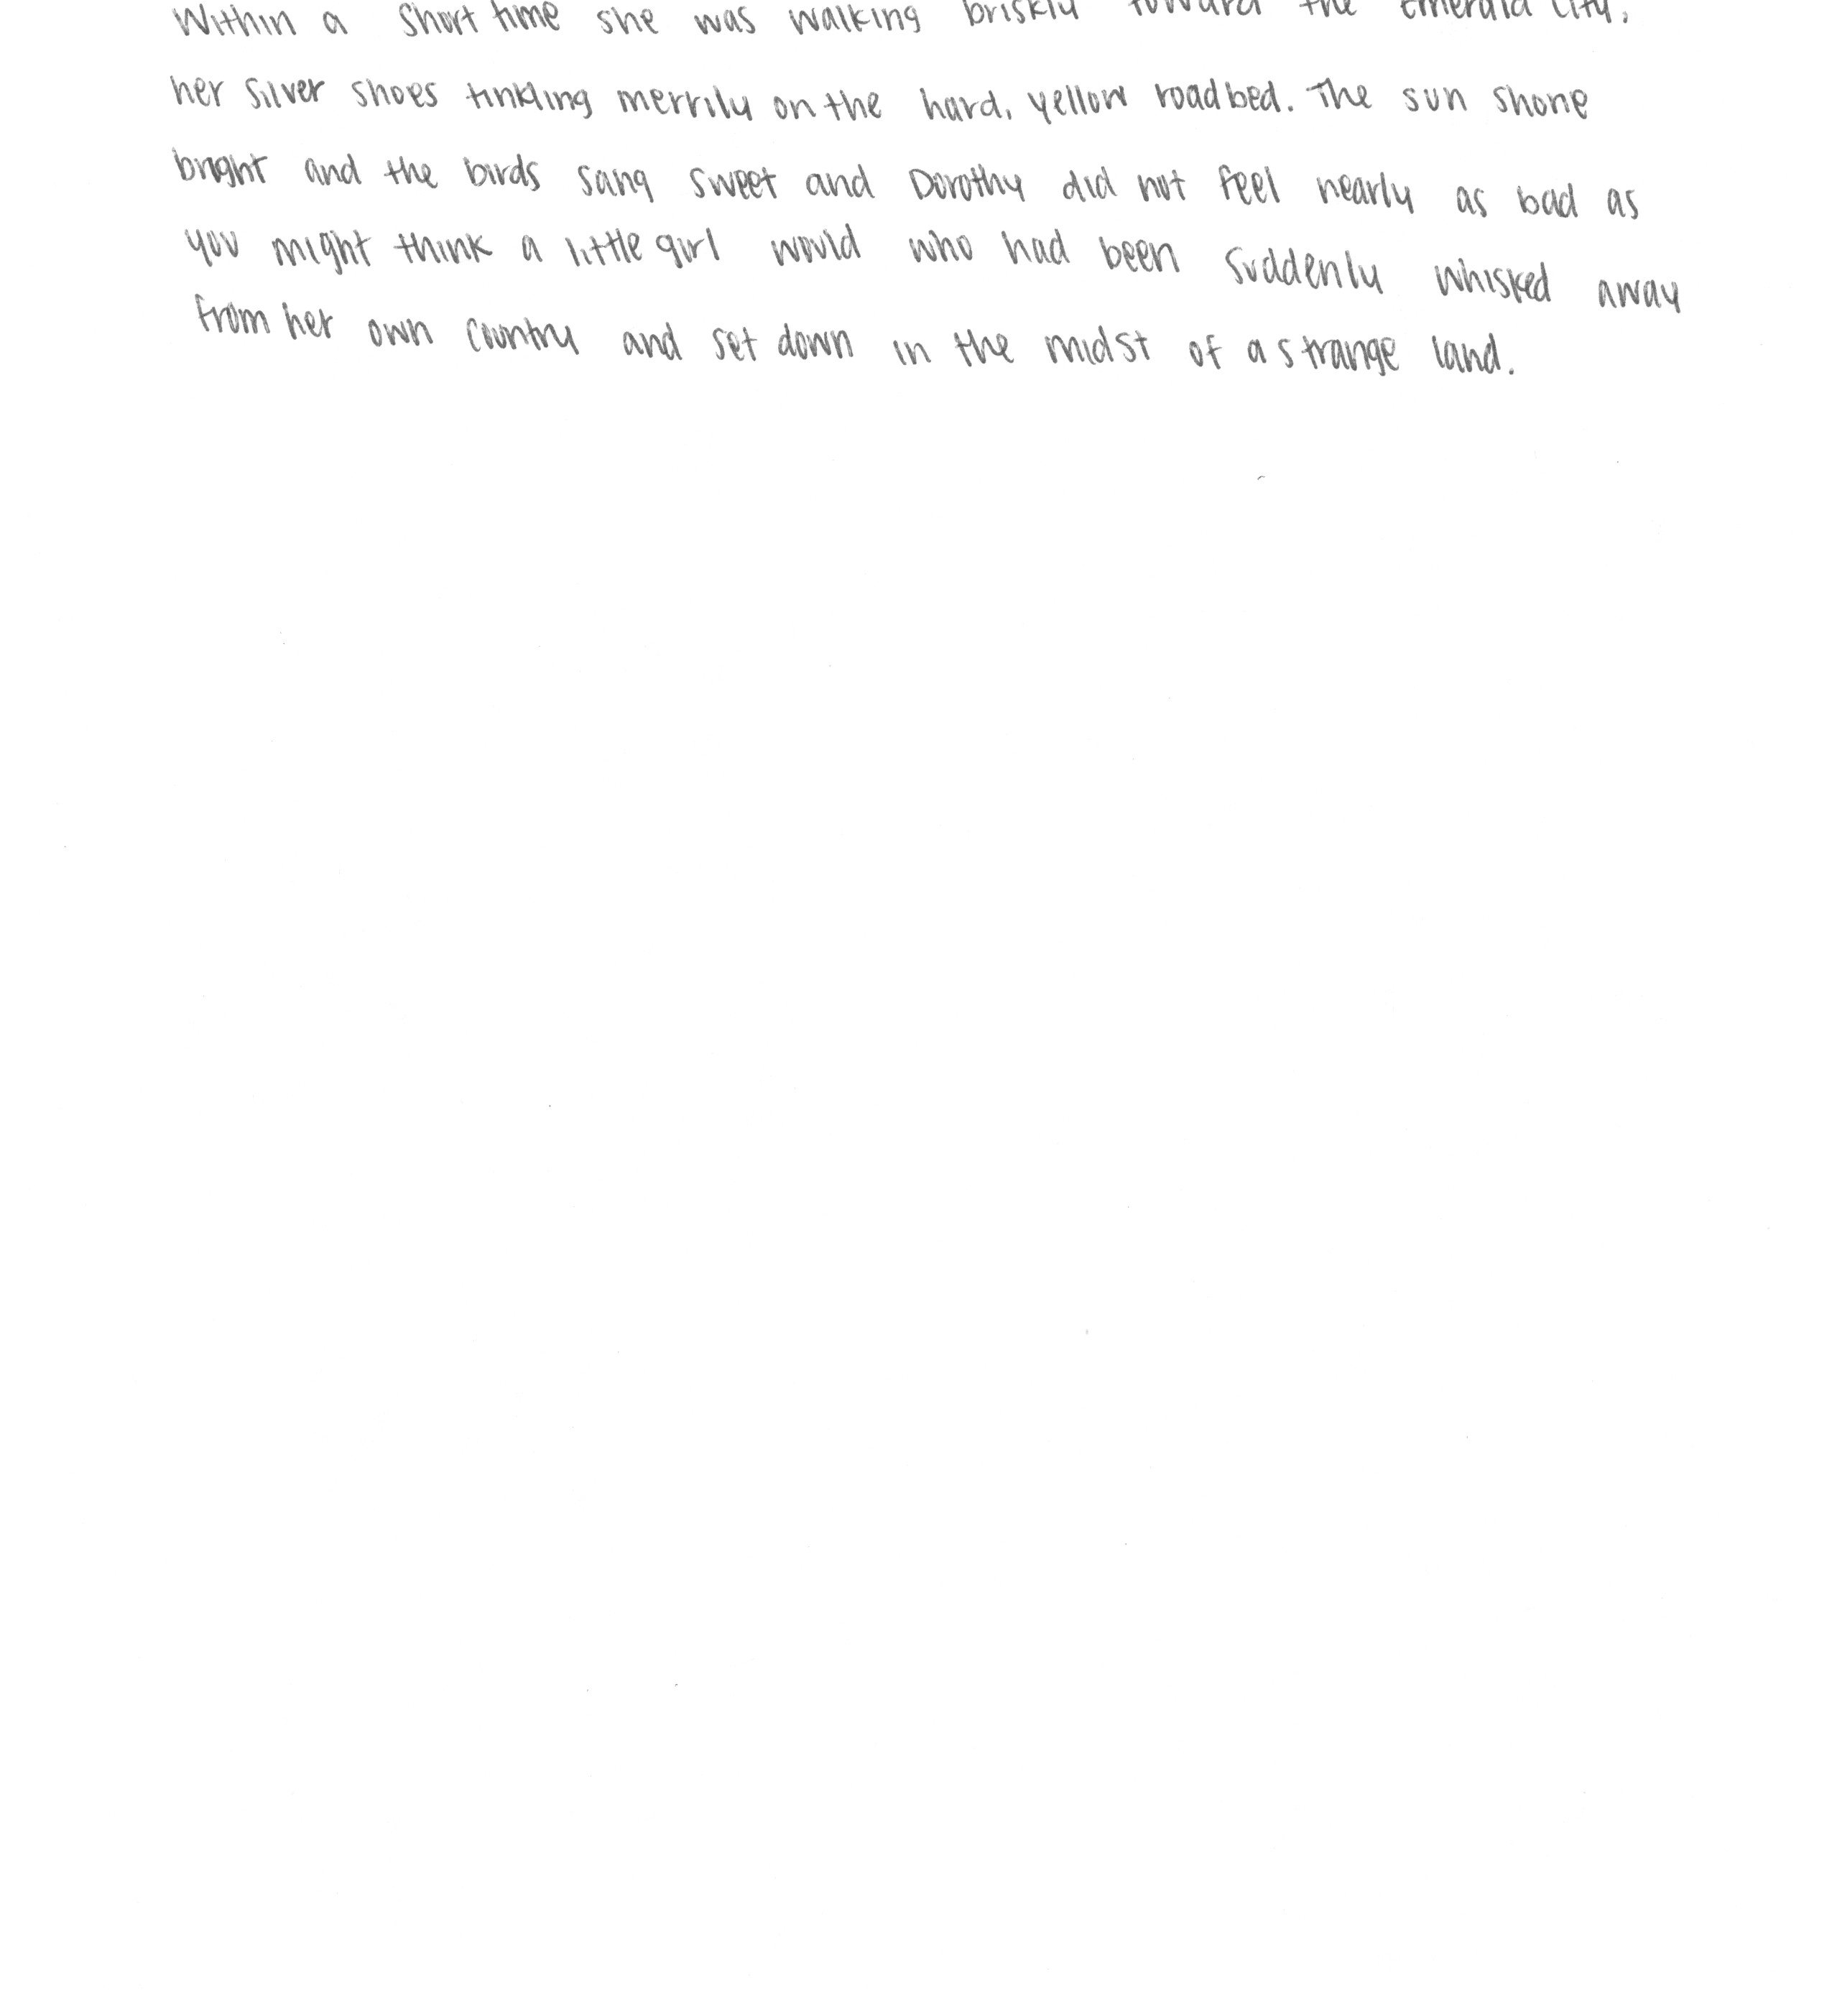 Within a short time she was walking briskly toward the Emerald City,
her silver shoes tinkling merrily on the hard, yellow roadbed. The sun shone
bright and the birds sang sweet and Dorothy did not feel nearly as bad as
you might think a little girl would who had been suddenly whisked away
from her own country and set down in the midst of a strange land.